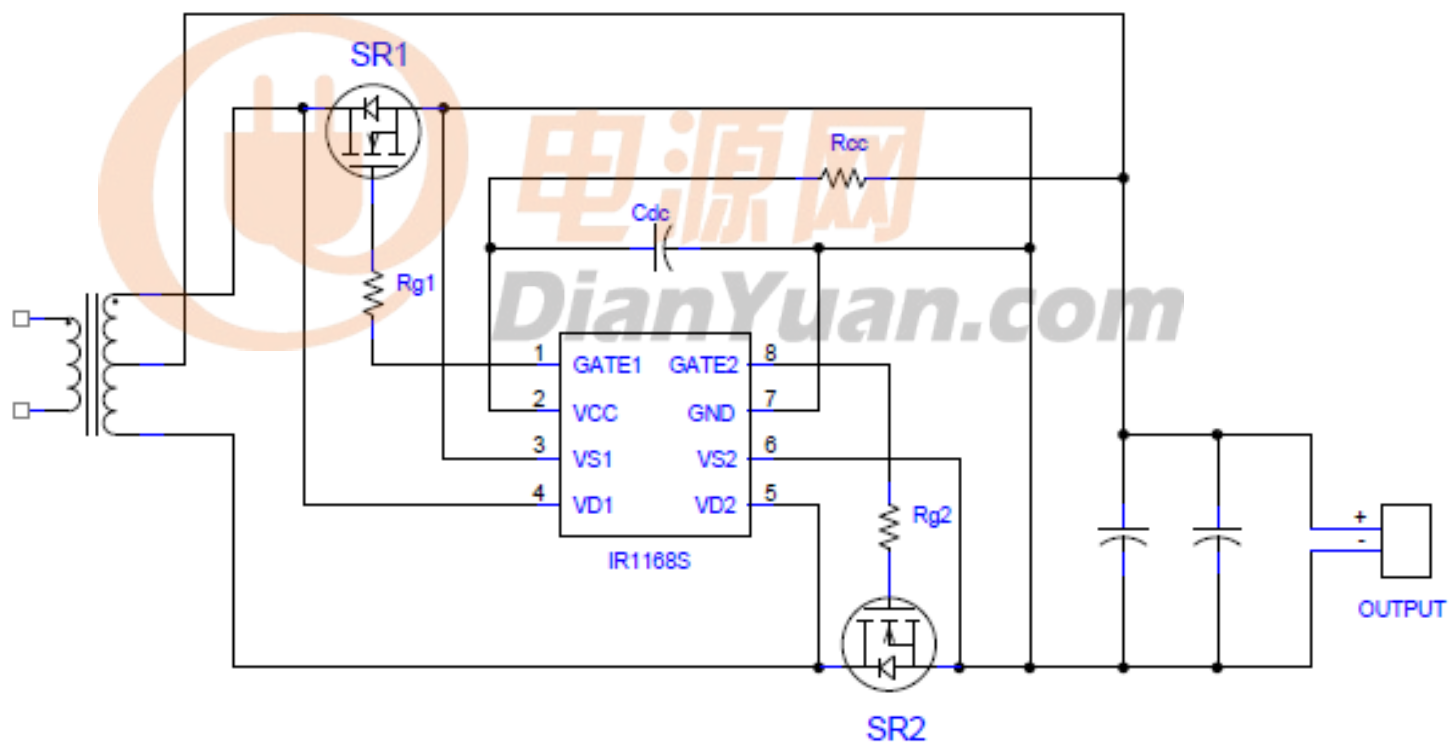 SR1
Rcc
电源网
Cdc
Rg1
DianYuan.com
1 GATE1 GATE2 8
2 VCC GND 7
3 VS1 VS2 6
4 VD1 VD2 5
Rg2
+
-
IR1168S
OUTPUT
SR2